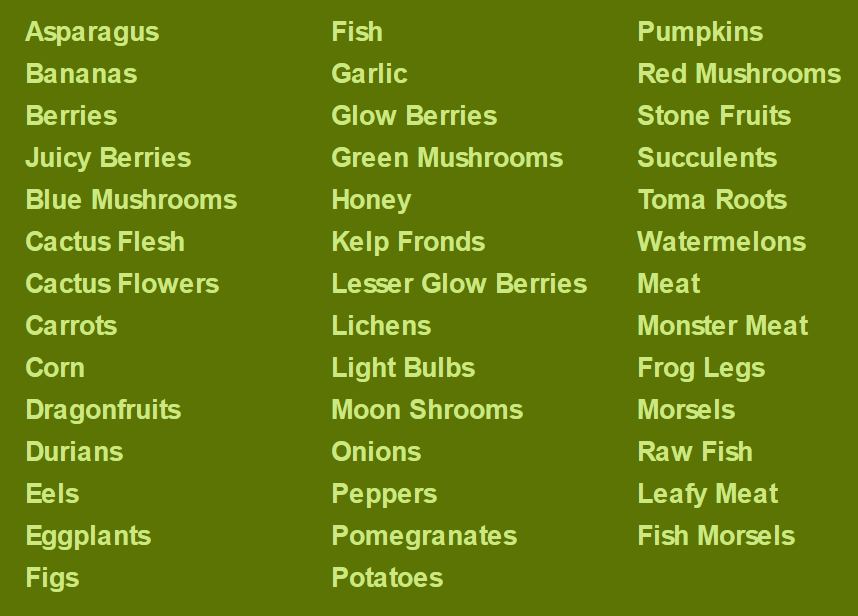 Asparagus
Bananas
Berries
Juicy Berries
Blue Mushrooms
Cactus Flesh
Cactus Flowers
Carrots
Corn
Dragonfruits
Durians
Eels
Eggplants
Figs
Fish
Garlic
Glow Berries
Green Mushrooms
Honey
Kelp Fronds
Lesser Glow Berries
Lichens
Light Bulbs
Moon Shrooms
Onions
Peppers
Pomegranates
Potatoes
Pumpkins
Red Mushrooms
Stone Fruits
Succulents
Toma Roots
Watermelons
Meat
Monster Meat
Frog Legs
Morsels
Raw Fish
Leafy Meat
Fish Morsels